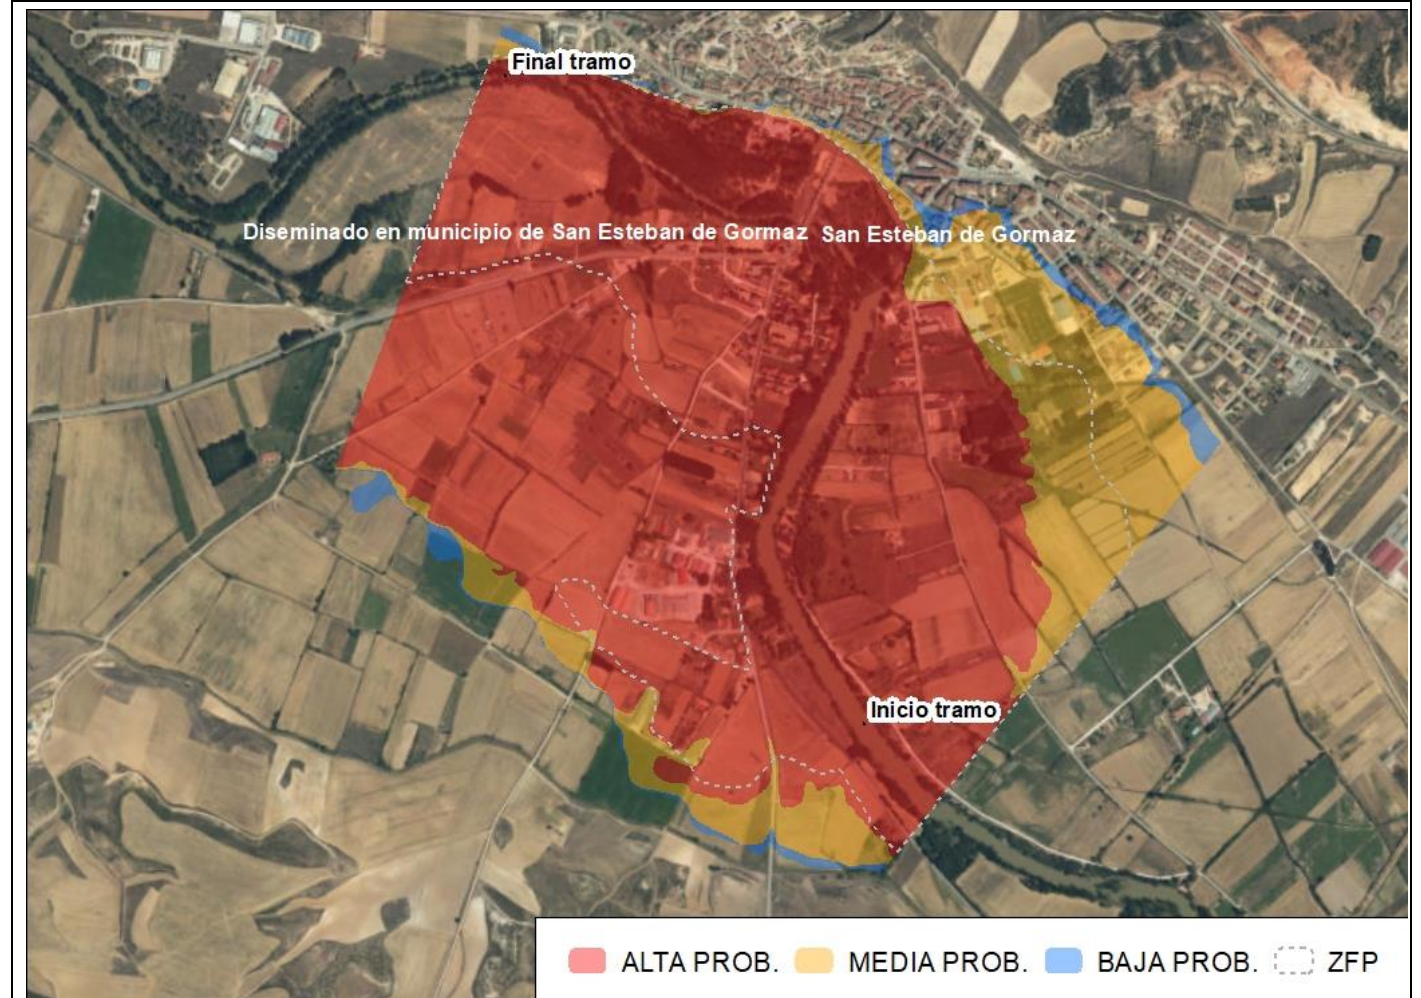 Final tramo
Diseminado en municipio de San Esteban de Gormaz
San Esteban de Gormaz
Inicio tramo
ALTA PROB. MEDIA PROB. BAJA PROB. ZFP